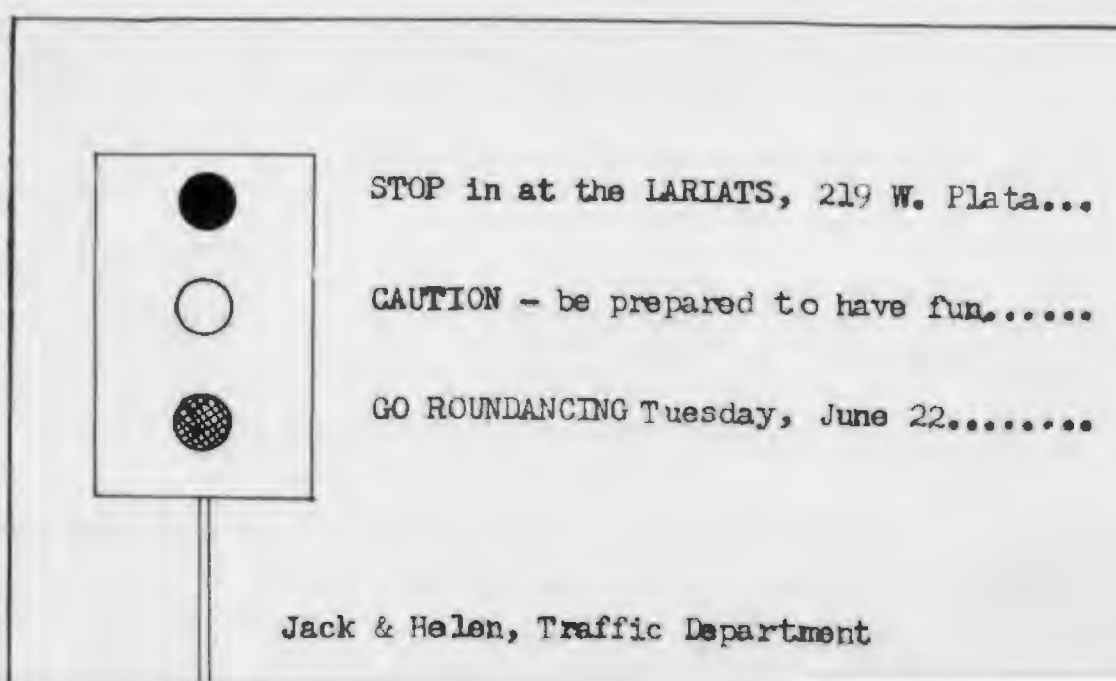 STOP in at the LARIATS, 219 W. Plata...
CAUTION - be prepared to have fun......
GO ROUNDANCING Tuesday, June 22........
Jack & Helen, Traffic Department